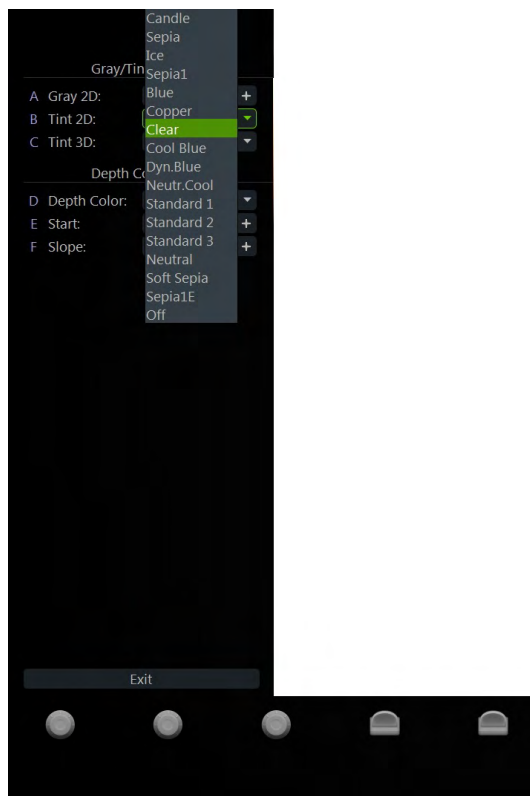 Candle
Sepia
Ice
Gray/Tin
Sepia1
Blue
A Gray 2D: +
Copper
B Tint 2D:
Clear
C Tint 3D:
Cool Blue
Dyn.Blue
Depth Co
Neutr.Cool
D Depth Color:
Standard 1
E Start: +
Standard 2
Standard 3
F Slope: +
Neutral
Soft Sepia
Sepia1E
Off
Exit